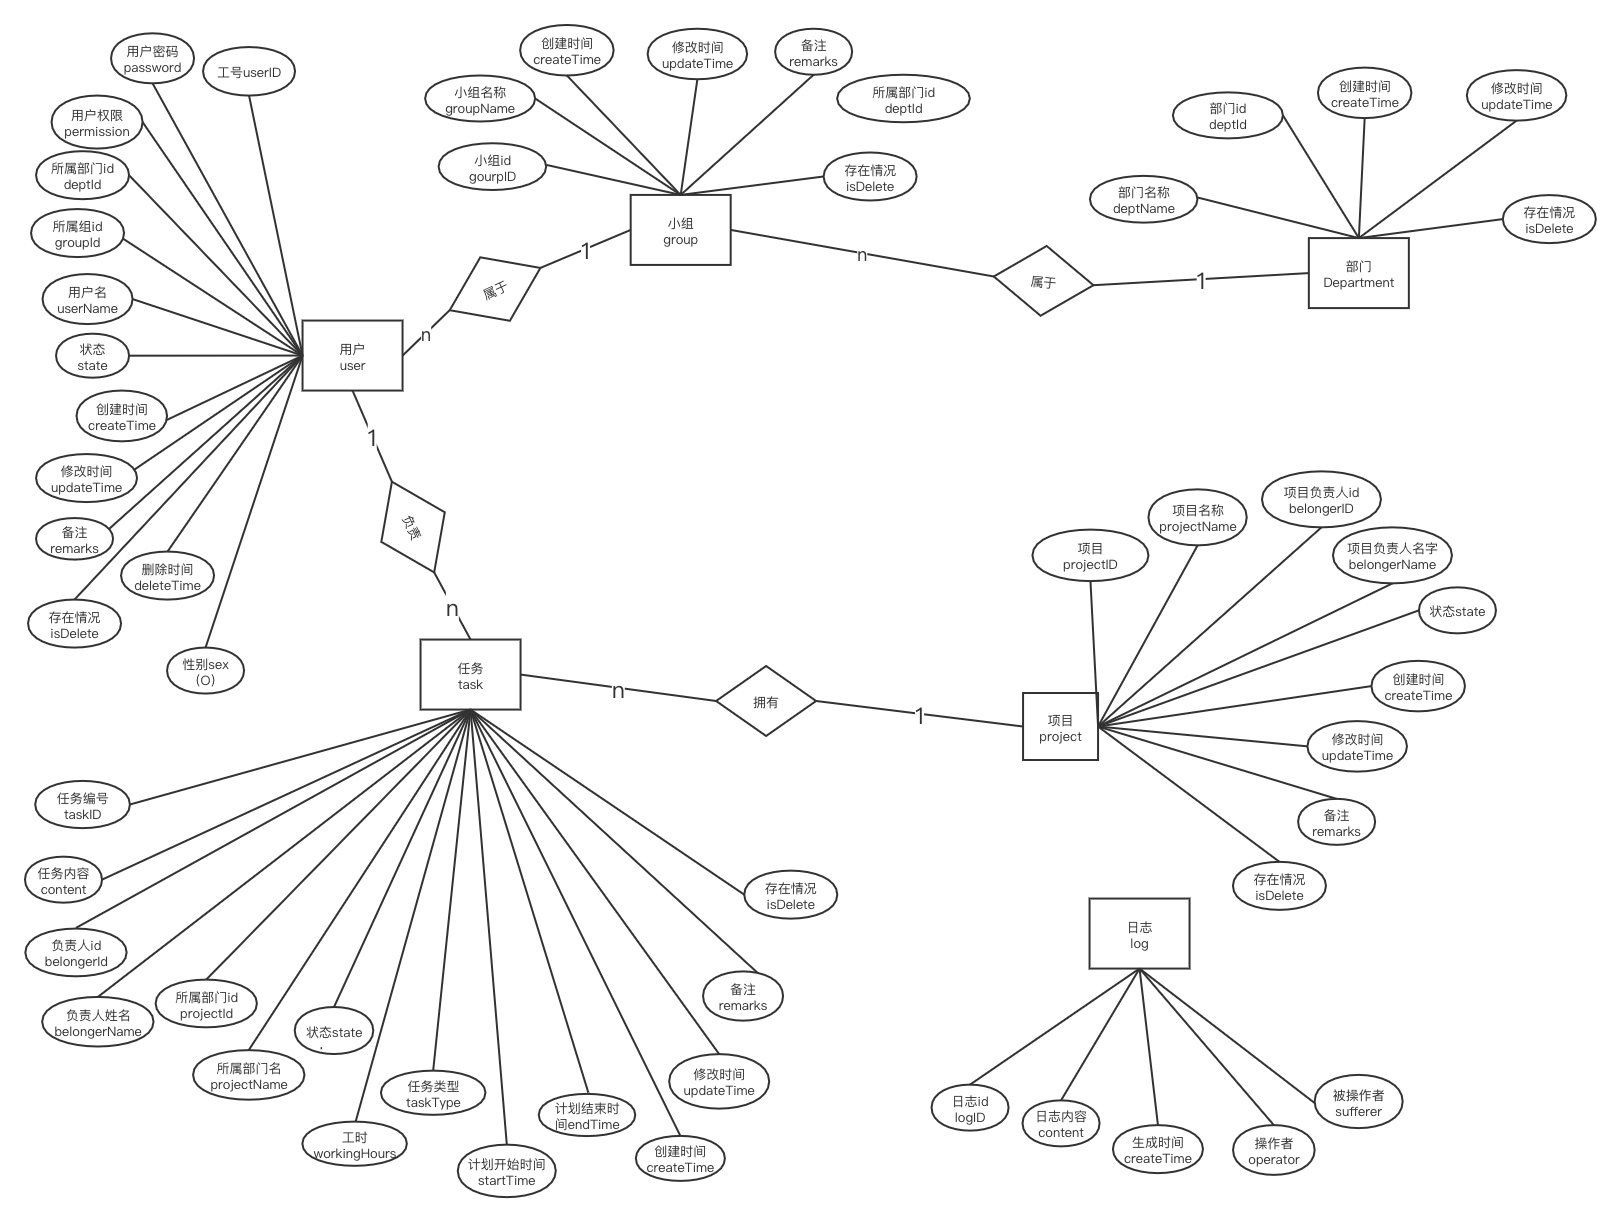 用户密码
password
工号userID
用户权限
permission
所属部门id
deptId
所属组id
groupId
用户名
userName
状态
state
创建时间
createTime
修改时间
updateTime
备注
remarks
删除时间
deleteTime
存在情况
isDelete
性别sex
(O)
用户
user
创建时间
createTime
修改时间
updateTime
备注
remarks
小组名称
groupName
所属部门id
deptId
小组id
gourpID
存在情况
isDelete
小组
group
1
属于
n
n
属于
1
创建时间
createTime
修改时间
updateTime
部门id
deptId
部门名称
deptName
存在情况
isDelete
部门
Department
1
负责
n
任务
task
n
拥有
1
项目
project
项目负责人id
belongerID
项目名称
projectName
项目
projectID
项目负责人名字
belongerName
状态state
创建时间
createTime
修改时间
updateTime
备注
remarks
存在情况
isDelete
任务编号
taskID
任务内容
content
负责人id
belongerId
负责人姓名
belongerName
所属部门id
projectId
所属部门名
projectName
状态state
.
工时
workingHours
任务类型
taskType
计划开始时间
startTime
计划结束时
间endTime
创建时间
createTime
修改时间
updateTime
备注
remarks
存在情况
isDelete
日志
log
日志id
logID
日志内容
content
生成时间
createTime
操作者
operator
被操作者
sufferer